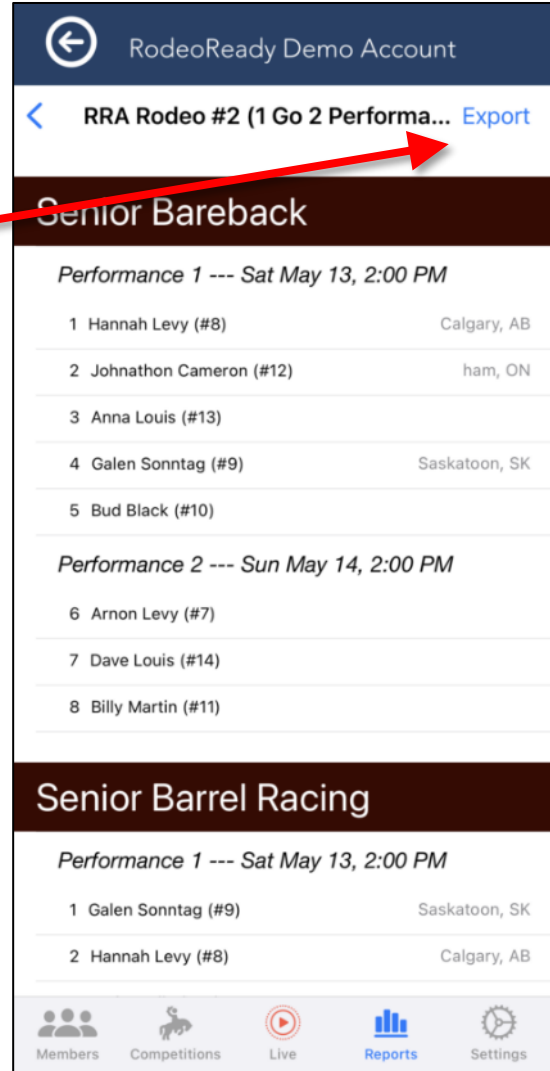 RodeoReady Demo Account
RRA Rodeo #2 (1 Go 2 Performa... Export
Senior Bareback
Performance 1 --- Sat May 13, 2:00 PM
1 Hannah Levy (#8) Calgary, AB
2 Johnathon Cameron (#12) ham, ON
3 Anna Louis (#13)
4 Galen Sonntag (#9) Saskatoon, SK
5 Bud Black (#10)
Performance 2 --- Sun May 14, 2:00 PM
6 Arnon Levy (#7)
7 Dave Louis (#14)
8 Billy Martin (#11)
Senior Barrel Racing
Performance 1 --- Sat May 13, 2:00 PM
1 Galen Sonntag (#9) Saskatoon, SK
2 Hannah Levy (#8) Calgary, AB
Members Competitions Live Reports Settings